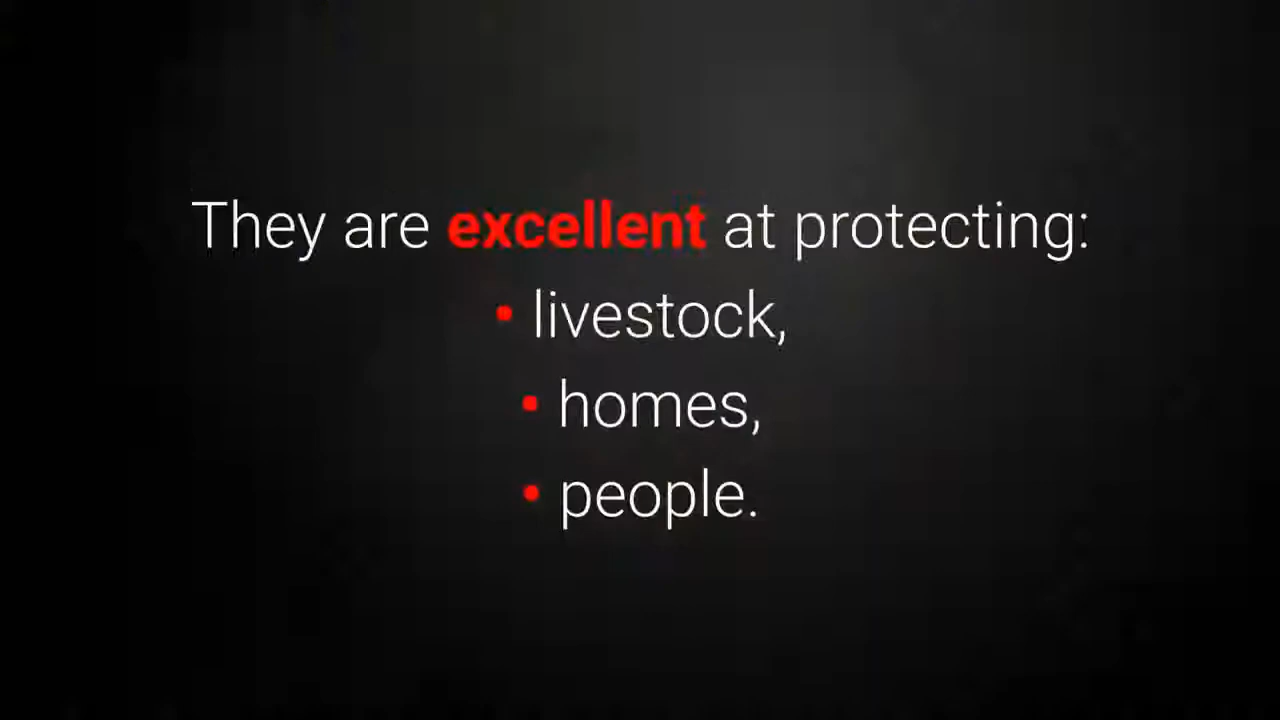 They are excellent at protecting:
• livestock,
• homes,
• people.